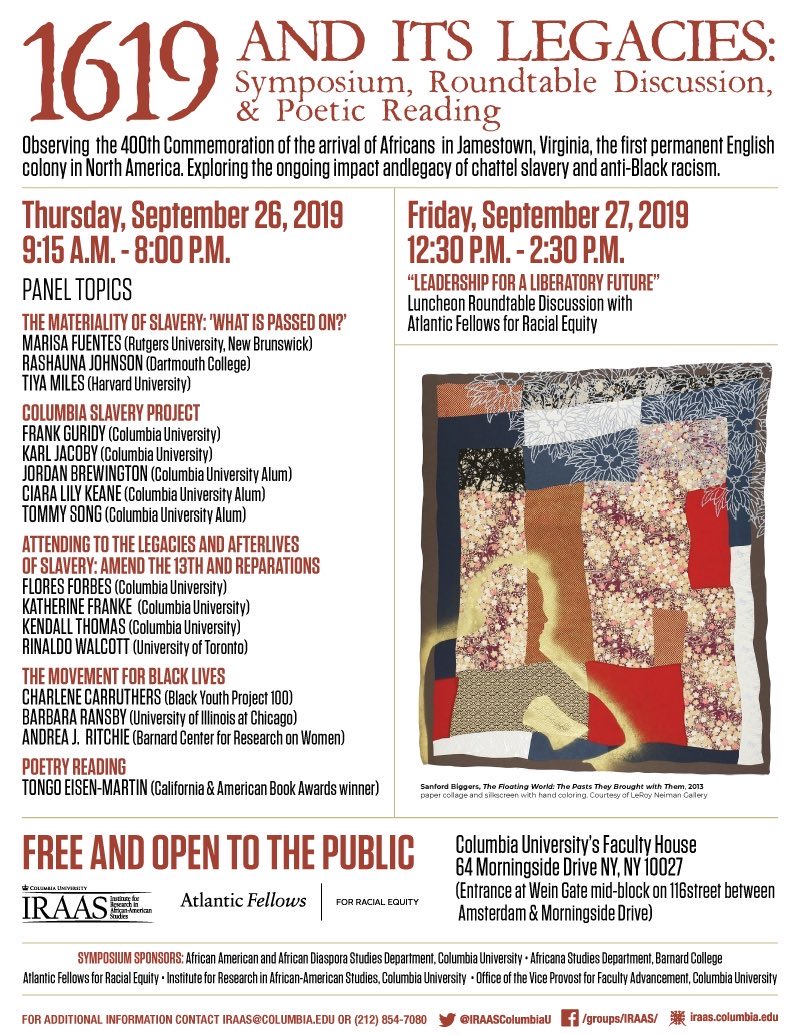 1619 AND ITS LEGACIES:
Symposium, Roundtable Discussion,
& Poetic Reading
Observing the 400th Commemoration of the arrival of Africans in Jamestown, Virginia, the first permanent English
colony in North America. Exploring the ongoing impact andlegacy of chattel slavery and anti-Black racism.
Thursday, September 26, 2019
9:15 A.M. - 8:00 P.M.
PANEL TOPICS
THE MATERIALITY OF SLAVERY: 'WHAT IS PASSED ON?’
MARISA FUENTES (Rutgers University, New Brunswick)
RASHAUNA JOHNSON (Dartmouth College)
TIYA MILES (Harvard University)
COLUMBIA SLAVERY PROJECT
FRANK GURIDY (Columbia University)
KARL JACOBY (Columbia University)
JORDAN BREWINGTON (Columbia University Alum)
CIARA LILY KEANE (Columbia University Alum)
TOMMY SONG (Columbia University Alum)
ATTENDING TO THE LEGACIES AND AFTERLIVES
OF SLAVERY: AMEND THE 13TH AND REPARATIONS
FLORES FORBES (Columbia University)
KATHERINE FRANKE (Columbia University)
KENDALL THOMAS (Columbia University)
RINALDO WALCOTT (University of Toronto)
THE MOVEMENT FOR BLACK LIVES
CHARLENE CARRUTHERS (Black Youth Project 100)
BARBARA RANSBY (University of Illinois at Chicago)
ANDREA J. RITCHIE (Barnard Center for Research on Women)
POETRY READING
TONGO EISEN-MARTIN (California & American Book Awards winner)
Friday, September 27, 2019
12:30 P.M. - 2:30 P.M.
“LEADERSHIP FOR A LIBERATORY FUTURE”
Luncheon Roundtable Discussion with
Atlantic Fellows for Racial Equity
Sanford Biggers, The Floating World: The Pasts They Brought with Them, 2013
paper collage and silkscreen with hand coloring. Courtesy of LeRoy Neiman Gallery
FREE AND OPEN TO THE PUBLIC
COLUMBIA UNIVERSITY
IRAAS Institute for
Research in
African-American
Studies
Atlantic Fellows FOR RACIAL EQUITY
Columbia University’s Faculty House
64 Morningside Drive NY, NY 10027
(Entrance at Wein Gate mid-block on 116street between
Amsterdam & Morningside Drive)
SYMPOSIUM SPONSORS: African American and African Diaspora Studies Department, Columbia University • Africana Studies Department, Barnard College
Atlantic Fellows for Racial Equity • Institute for Research in African-American Studies, Columbia University • Office of the Vice Provost for Faculty Advancement, Columbia University
FOR ADDITIONAL INFORMATION CONTACT IRAAS@COLUMBIA.EDU OR (212) 854-7080 @IRAASColumbiaU /groups/IRAAS/ iraas.columbia.edu